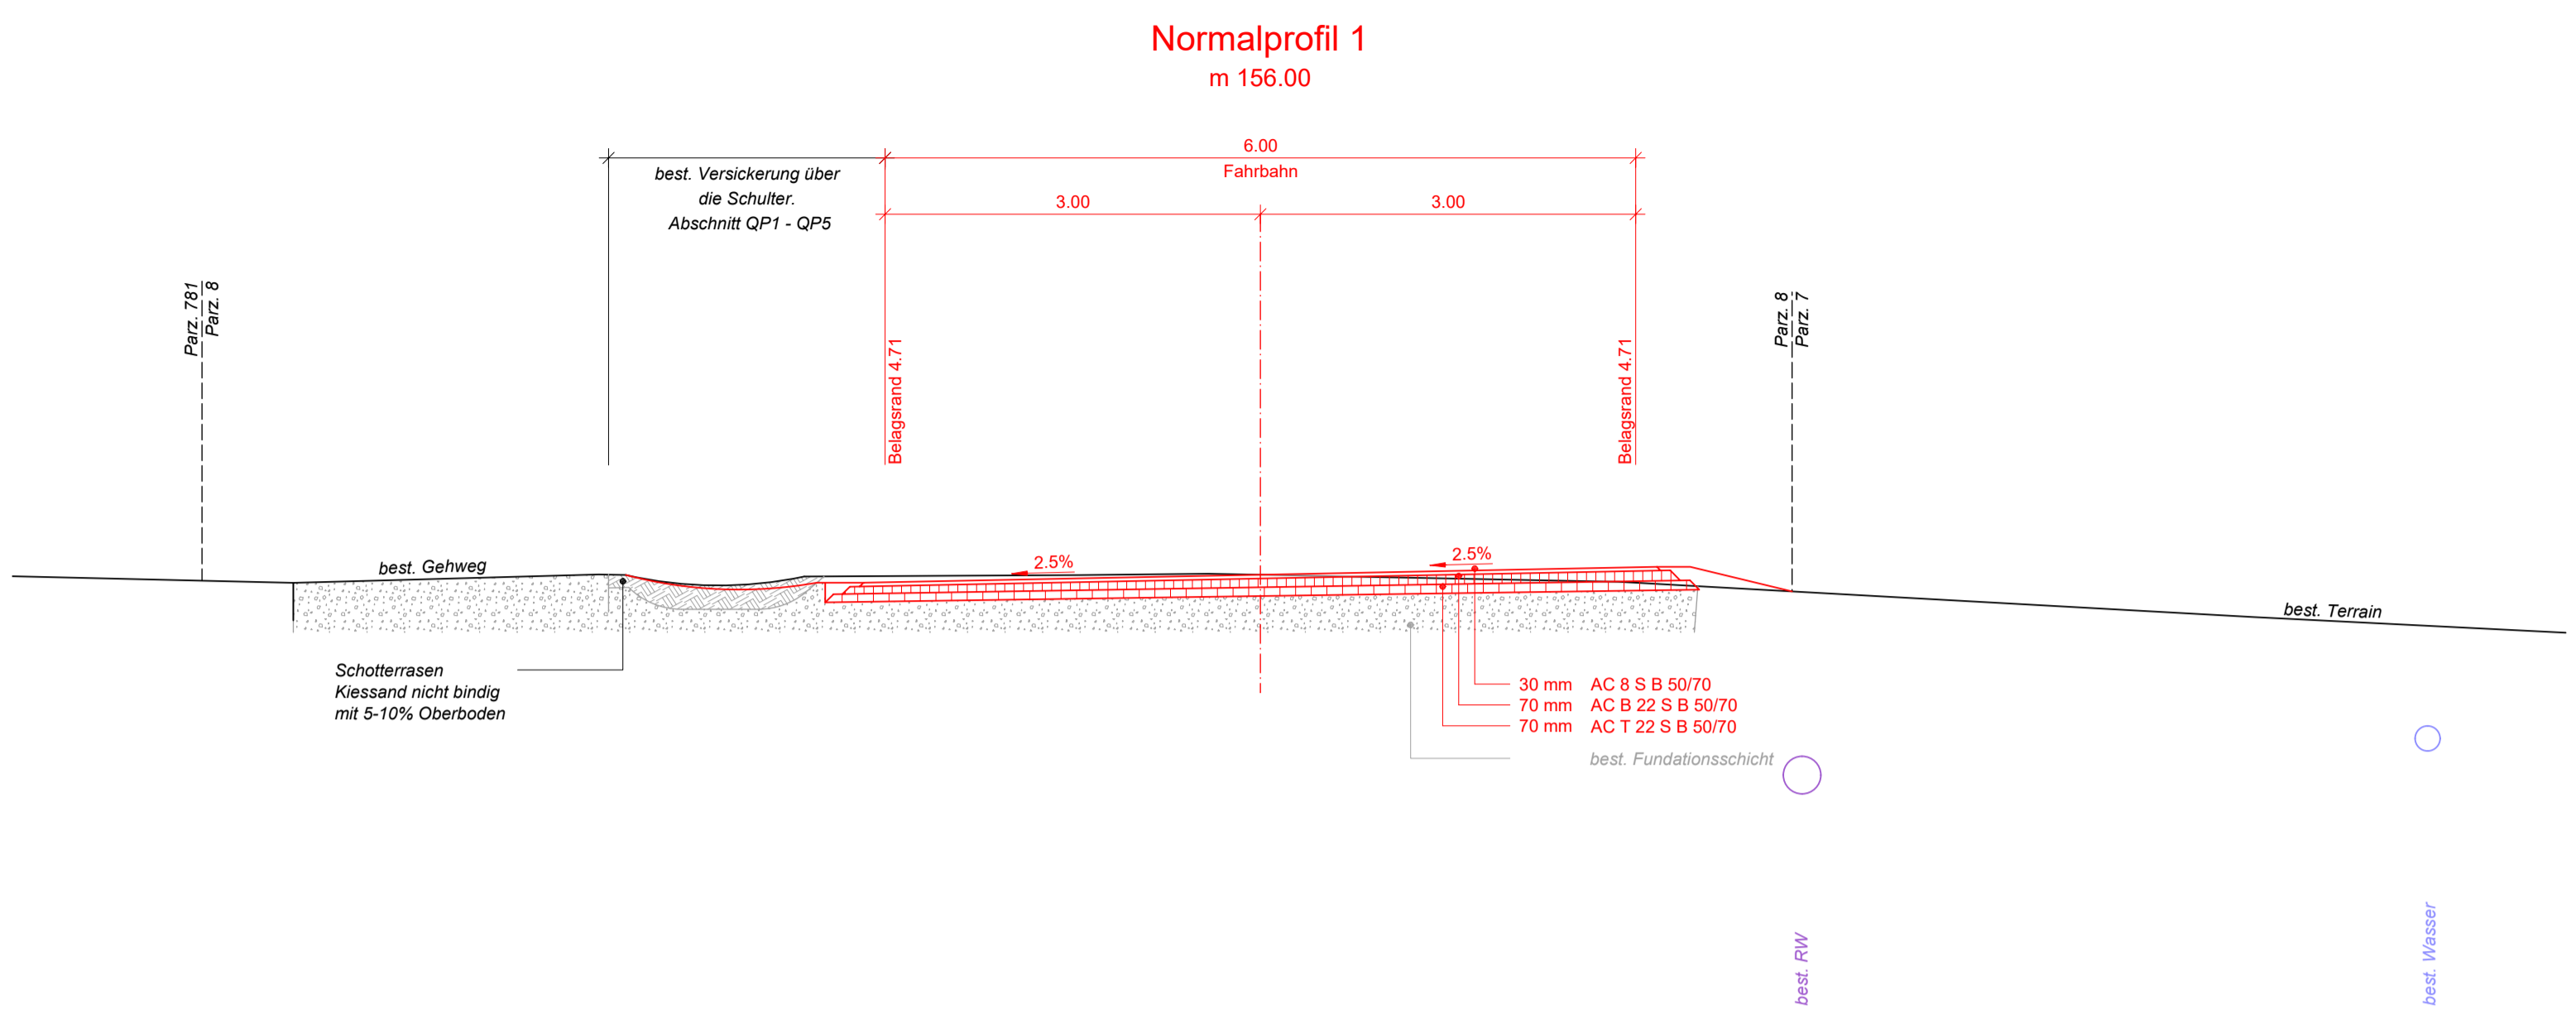 Normalprofil 1
m 156.00
6.00
Fahrbahn
best. Versickerung über
die Schulter.
Abschnitt QP1 - QP5
3.00
3.00
Parz. 781
Parz. 8
Belagsrand 4.71
Belagsrand 4.71
Parz. 8
Parz. 7
best. Gehweg
2.5%
2.5%
best. Terrain
Schotterrasen
Kiessand nicht bindig
mit 5-10% Oberboden
30 mm AC 8 S B 50/70
70 mm AC B 22 S B 50/70
70 mm AC T 22 S B 50/70
best. Fundationsschicht
best. RW
best. Wasser